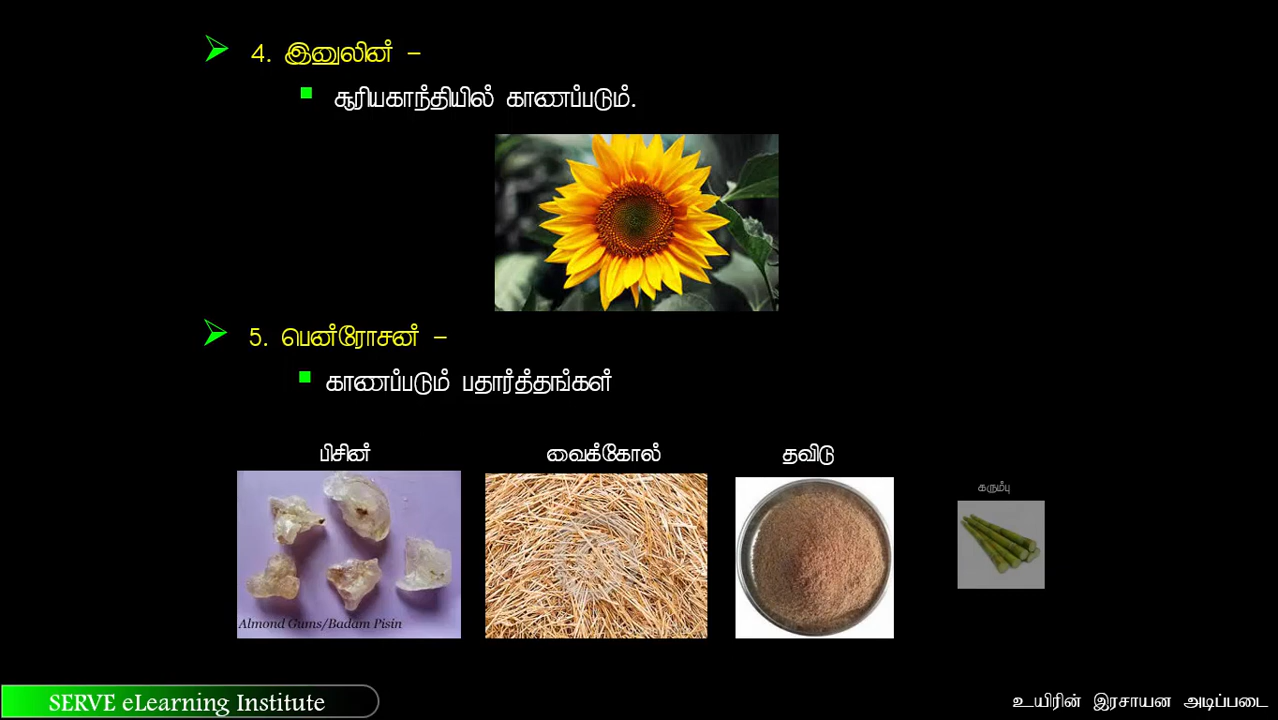 4. இனுலின் –
சூரியகாந்தியில் காணப்படும்.
5. பென்ரோசன் –
காணப்படும் பதார்த்தங்கள்
பிசின் வைக்கோல் தவிடு
கரும்பு
Almond Gums/Badam Pisin
SERVE eLearning Institute
உயிரின் இரசாயன அடிப்படை